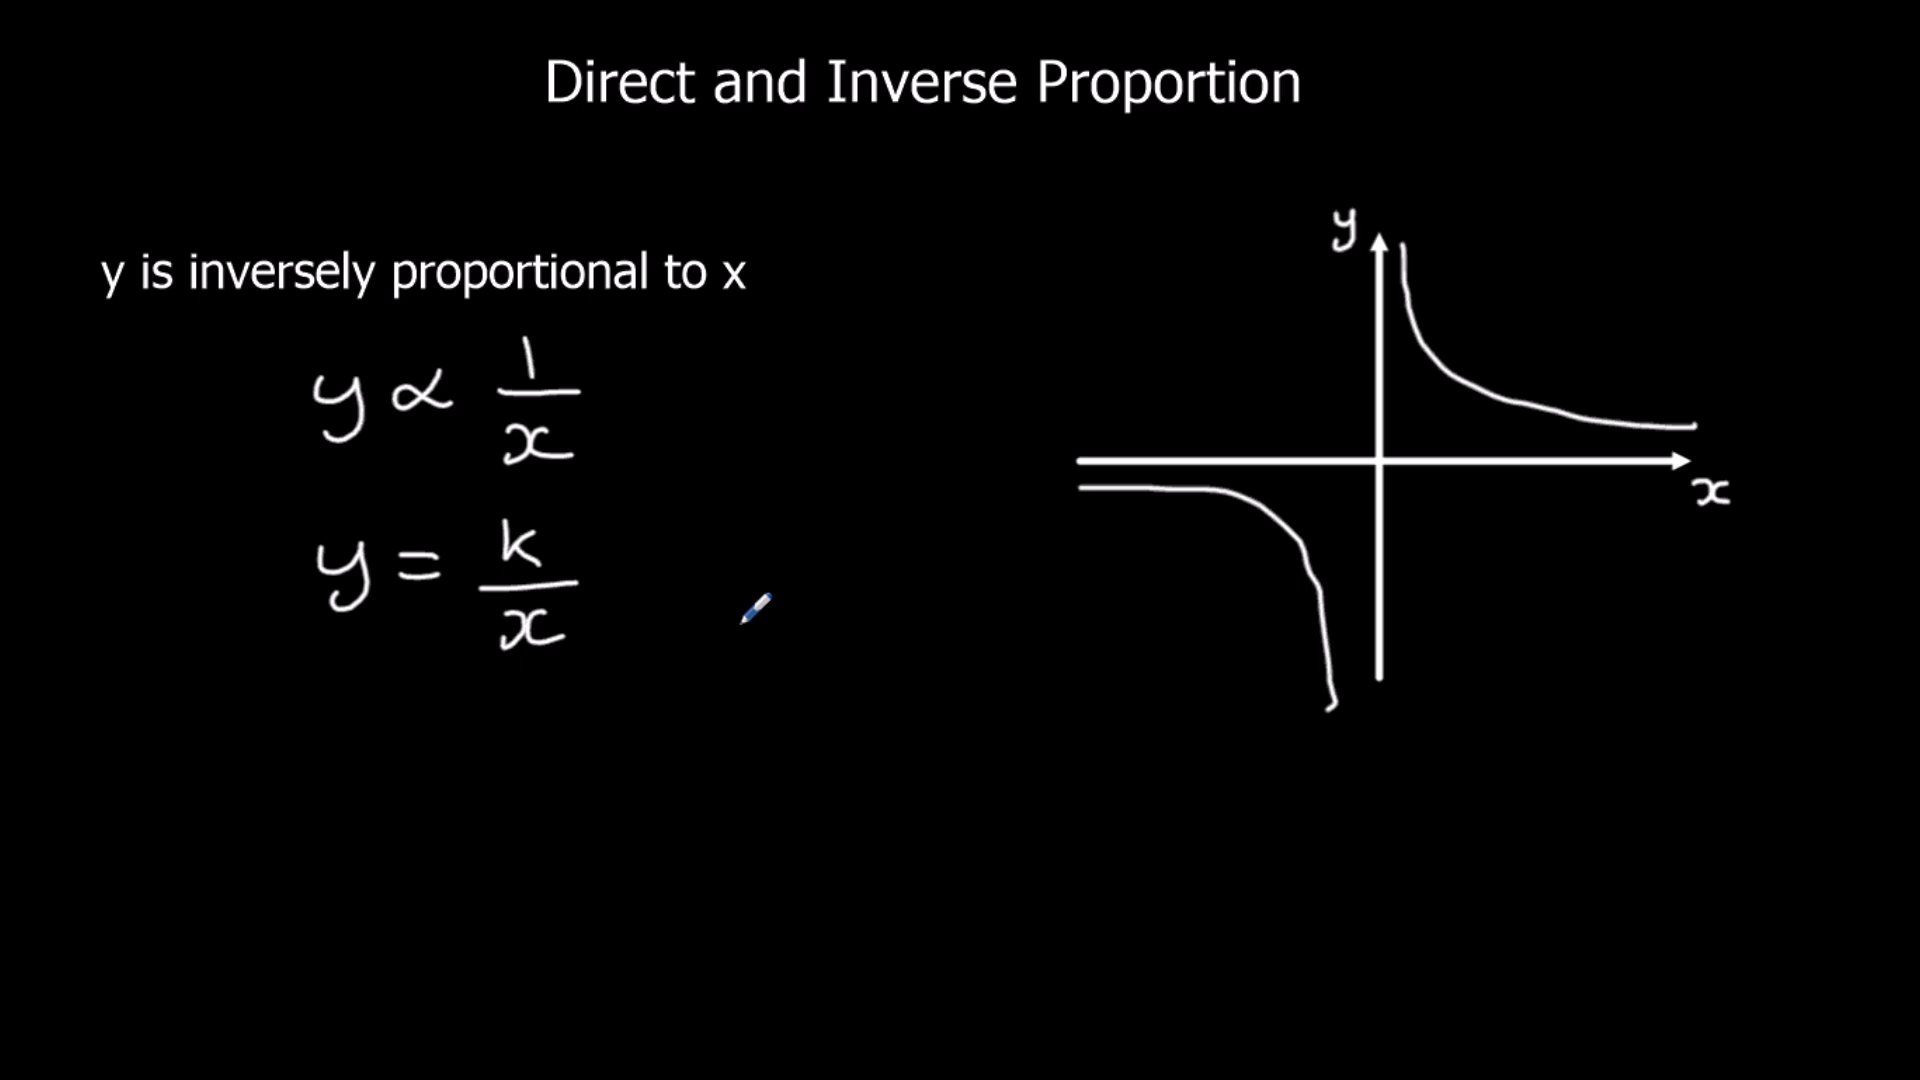 Direct and Inverse Proportion
y is inversely proportional to x
y ∝ 1/x
y = k/x
y
x